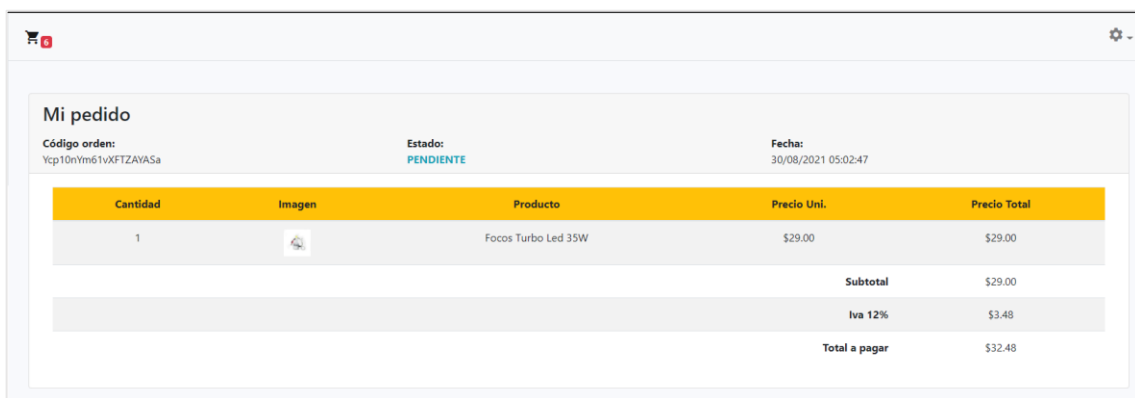 6
Mi pedido
Código orden: Estado: Fecha:
Ycp10nYm61vXFTZAYASa PENDIENTE 30/08/2021 05:02:47
Cantidad Imagen Producto Precio Uni. Precio Total
1 Focos Turbo Led 35W $29.00 $29.00
Subtotal $29.00
Iva 12% $3.48
Total a pagar $32.48